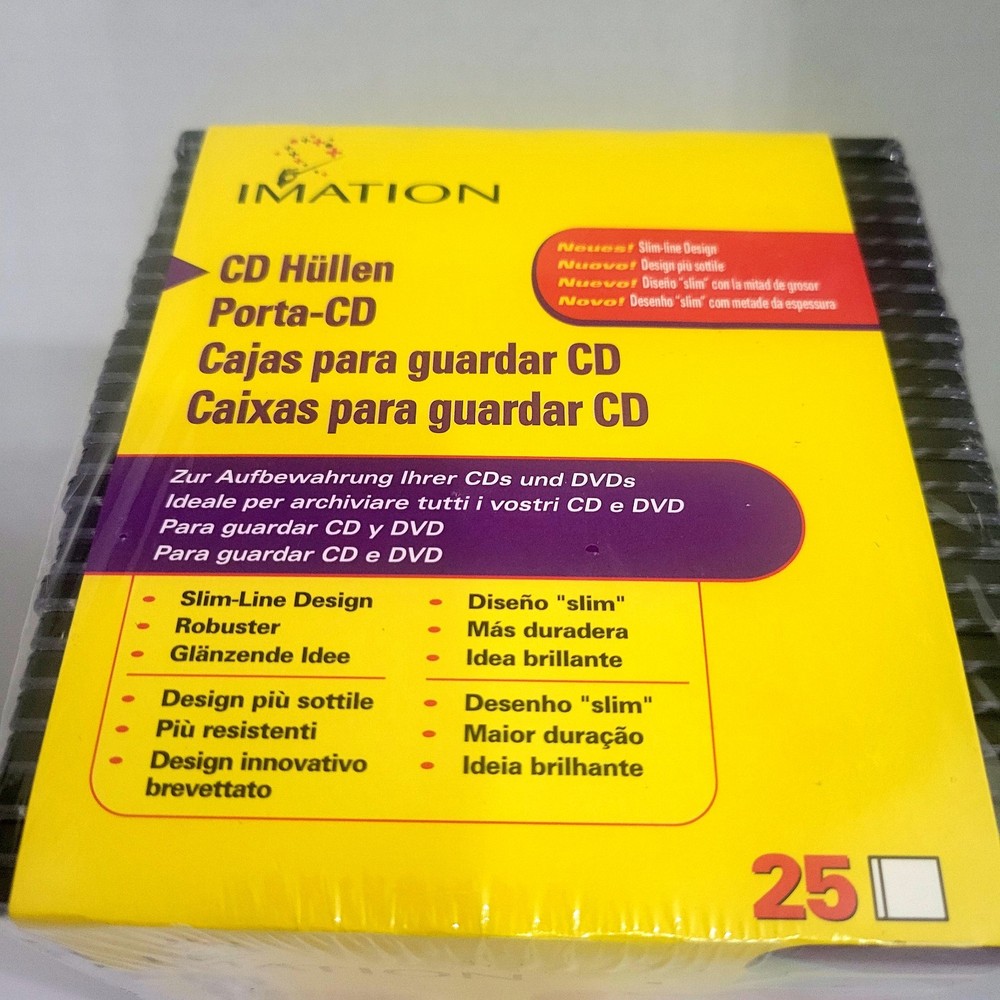 IMATION
Neues! Slim-line Design
Nuovo! Design più sottile
Nuevo! Diseño "slim" con la mitad de grosor
Novo! Desenho "slim" com metade da espessura
CD Hüllen
Porta-CD
Cajas para guardar CD
Caixas para guardar CD
Zur Aufbewahrung Ihrer CDs und DVDs
Ideale per archiviare tutti i vostri CD e DVD
Para guardar CD y DVD
Para guardar CD e DVD
• Slim-Line Design
• Robuster
• Glänzende Idee
• Diseño "slim"
• Más duradera
• Idea brillante
• Design più sottile
• Più resistenti
• Design innovativo
brevettato
• Desenho "slim"
• Maior duração
• Ideia brilhante
25
IMATION